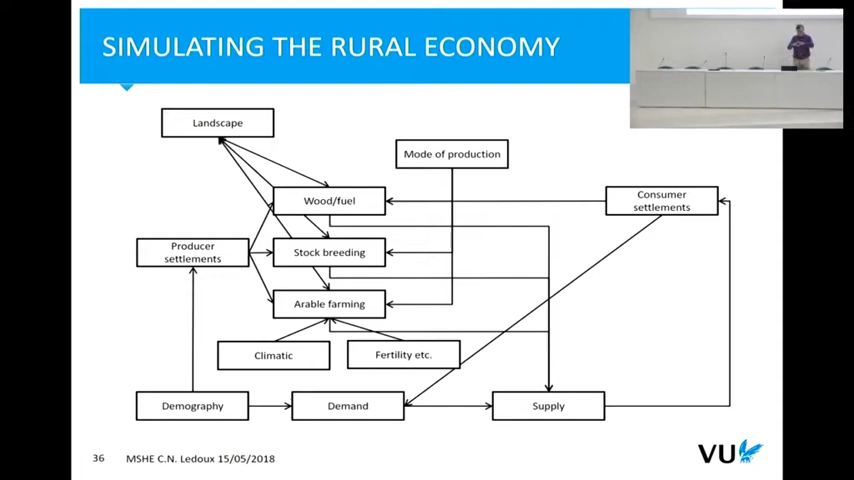 SIMULATING THE RURAL ECONOMY
Landscape
Mode of production
Wood/fuel
Consumer
settlements
Producer
settlements
Stock breeding
Arable farming
Climatic
Fertility etc.
Demography
Demand
Supply
36
MSHE C.N. Ledoux 15/05/2018
VU